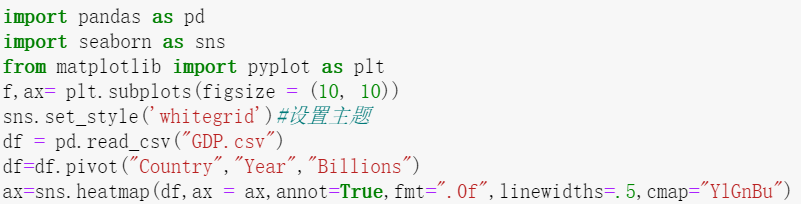 import pandas as pd
import seaborn as sns
from matplotlib import pyplot as plt
f,ax= plt.subplots(figsize = (10, 10))
sns.set_style('whitegrid')#设置主题
df = pd.read_csv("GDP.csv")
df=df.pivot("Country","Year","Billions")
ax=sns.heatmap(df,ax = ax,annot=True,fmt=".0f",linewidths=.5,cmap="YlGnBu")